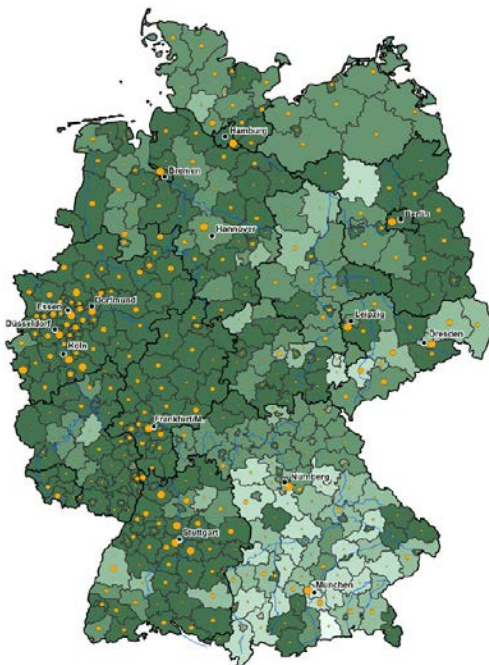 Hamburg
Bremen
Berlin
Hannover
Essen
Dortmund
Düsseldorf
Köln
Leipzig
Dresden
Frankfurt/M.
Nürnberg
Stuttgart
München